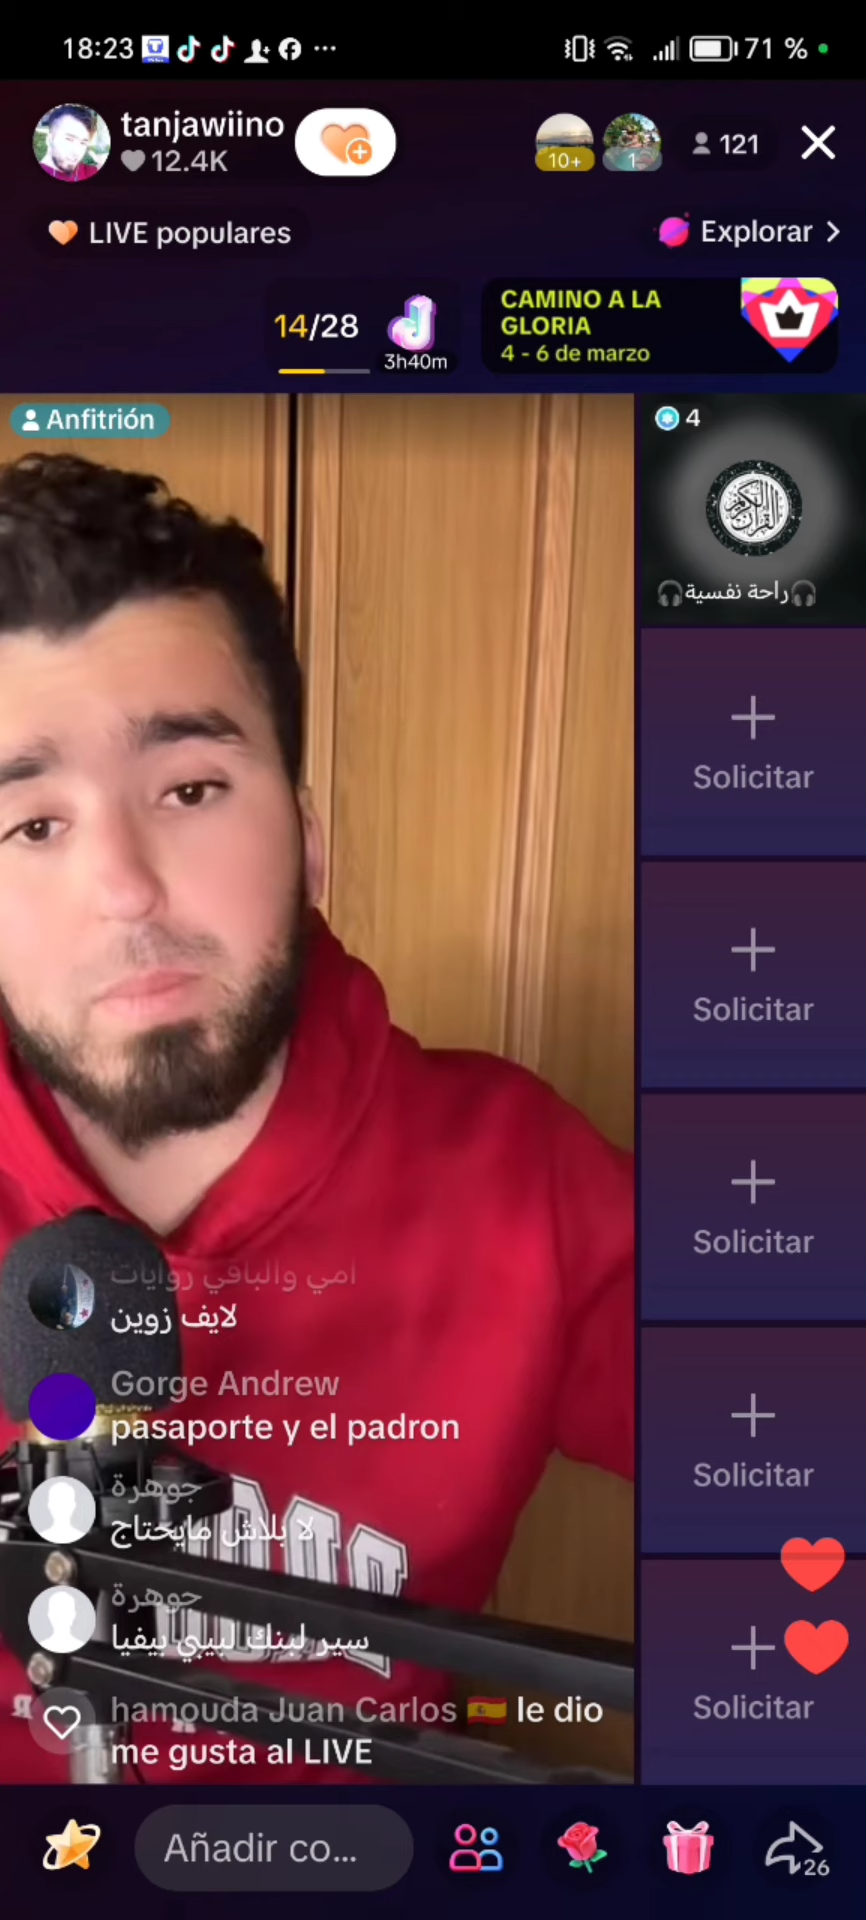 18:23
71 %
tanjawiino
12.4K
10+
1
121
LIVE populares
Explorar
14/28
3h40m
CAMINO A LA
GLORIA
4 - 6 de marzo
Anfitrión
4
القرآن الكريم
راحة نفسية
Solicitar
Solicitar
Solicitar
Solicitar
Solicitar
امي والباقي روايات
لايف زوين
Gorge Andrew
pasaporte y el padron
جوهرة
لا بلاش مايحتاج
جوهرة
سير لبنك لبيبي بيفيا
hamouda Juan Carlos 🇪🇸 le dio
me gusta al LIVE
Añadir co...
26